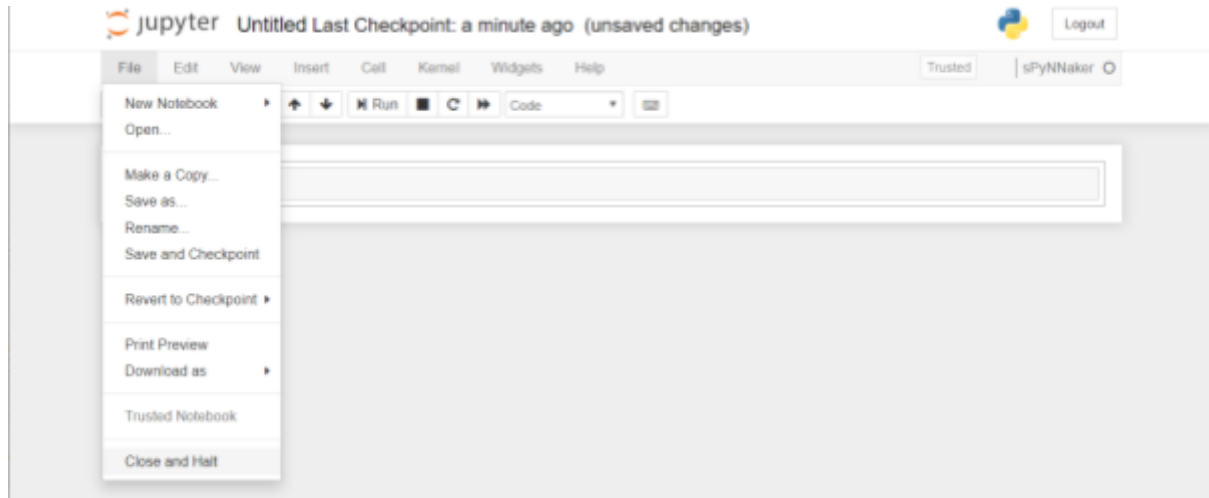 jupyter Untitled Last Checkpoint: a minute ago (unsaved changes) Logout
File Edit View Insert Cell Kernel Widgets Help Trusted sPyNNaker
Run Code
New Notebook
Open...
Make a Copy...
Save as...
Rename...
Save and Checkpoint
Revert to Checkpoint
Print Preview
Download as
Trusted Notebook
Close and Halt